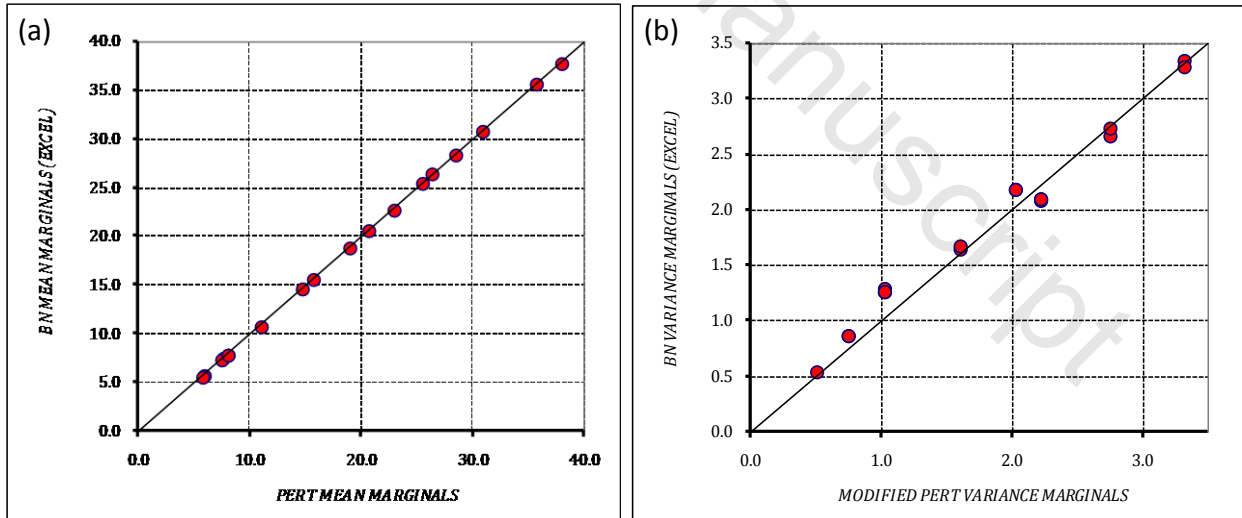 (a)
40.0
35.0
30.0
25.0
20.0
15.0
10.0
5.0
0.0
BN MEAN MARGINALS (EXCEL)
0.0 10.0 20.0 30.0 40.0
PERT MEAN MARGINALS
(b)
3.5
3.0
2.5
2.0
1.5
1.0
0.5
0.0
BN VARIANCE MARGINALS (EXCEL)
0.0 1.0 2.0 3.0
MODIFIED PERT VARIANCE MARGINALS
anuscript